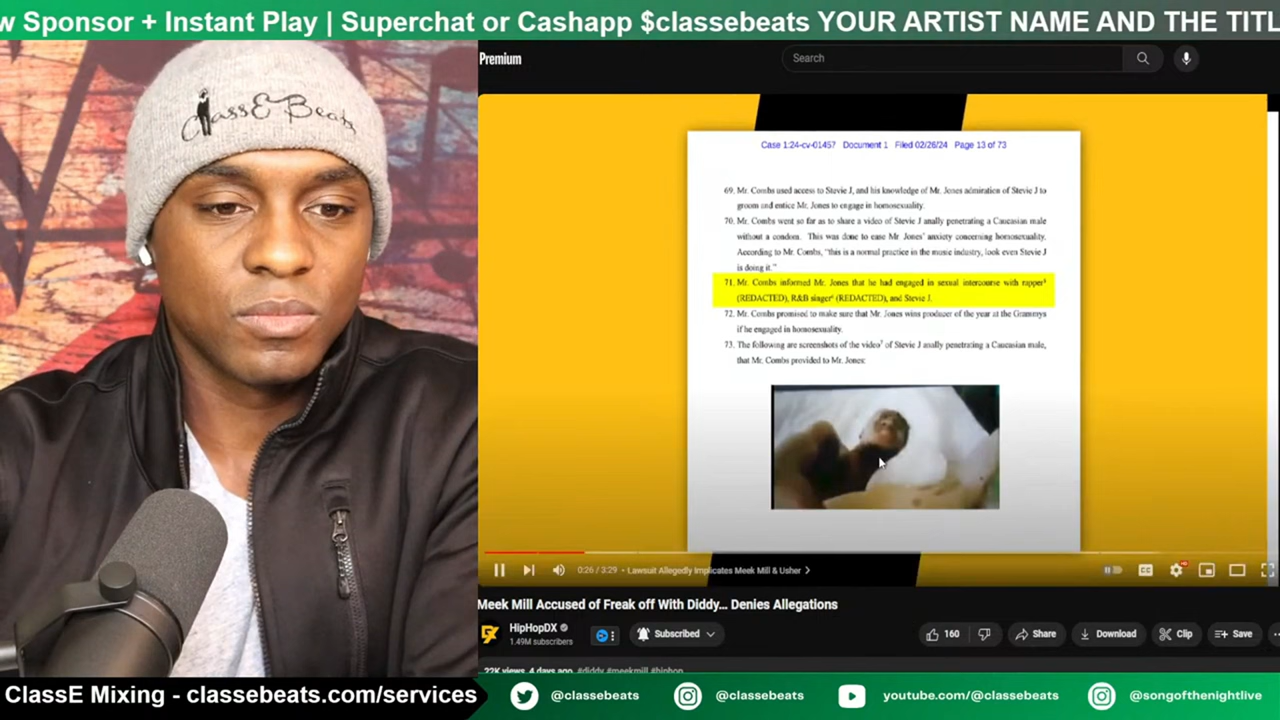 w Sponsor + Instant Play | Superchat or Cashapp $classebeats YOUR ARTIST NAME AND THE TITL
ClassE Beats
Premium
Search
Case 1:24-cv-01457 Document 1 Filed 02/26/24 Page 13 of 73
69. Mr. Combs used access to Stevie J, and his knowledge of Mr. Jones admiration of Stevie J to
groom and entice Mr. Jones to engage in homosexuality.
70. Mr. Combs went so far as to share a video of Stevie J anally penetrating a Caucasian male
without a condom. This was done to ease Mr. Jones' anxiety concerning homosexuality.
According to Mr. Combs, "this is a normal practice in the music industry, look even Stevie J
is doing it."
71. Mr. Combs informed Mr. Jones that he had engaged in sexual intercourse with rapper
(REDACTED), R&B singer (REDACTED), and Stevie J.
72. Mr. Combs promised to make sure that Mr. Jones wins producer of the year at the Grammys
if he engaged in homosexuality.
73. The following are screenshots of the video⁷ of Stevie J anally penetrating a Caucasian male,
that Mr. Combs provided to Mr. Jones:
0:26 / 3:29 • Lawsuit Allegedly Implicates Meek Mill & Usher
CC
Meek Mill Accused of Freak off With Diddy... Denies Allegations
HipHopDX
1.49M subscribers
Subscribed
160
Share
Download
Clip
Save
22K views 4 days ago #diddy #meekmill #hiphop
ClassE Mixing - classebeats.com/services
@classebeats
@classebeats
youtube.com/@classebeats
@songofthenightlive